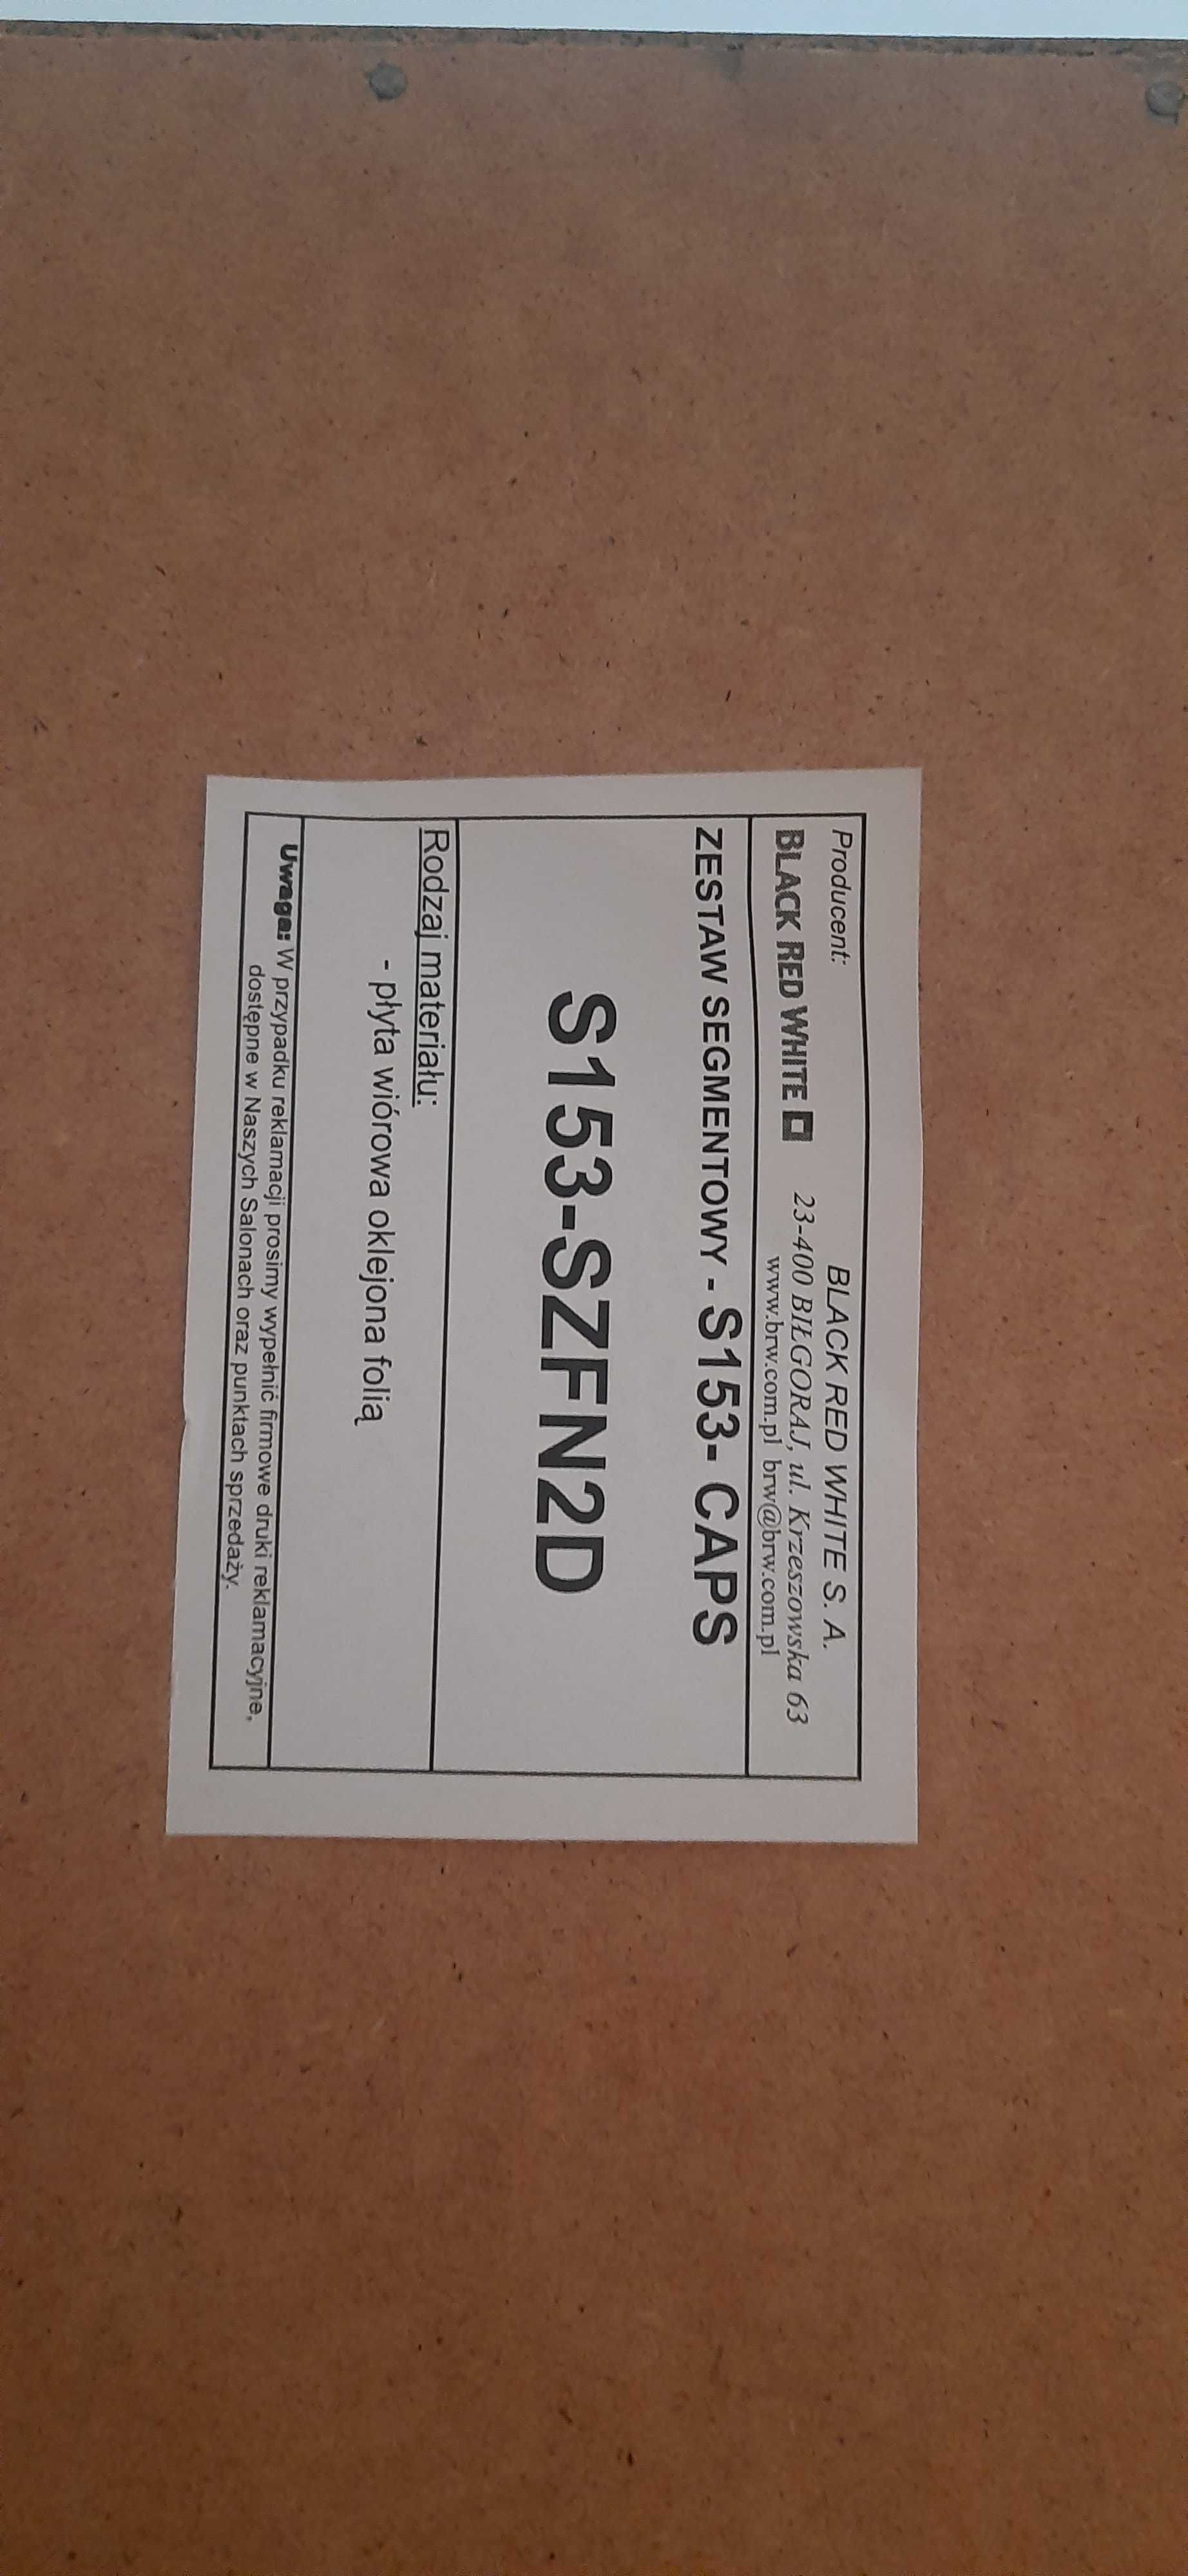 Producent:
BLACK RED WHITE S. A.
BLACK RED WHITE
23-400 BIŁGORAJ, ul. Krzeszowska 63
www.brw.com.pl brw@brw.com.pl
ZESTAW SEGMENTOWY - S153- CAPS
S153-SZFN2D
Rodzaj materiału:
- płyta wiórowa oklejona folią
Uwaga: W przypadku reklamacji prosimy wypełnić firmowe druki reklamacyjne,
dostępne w Naszych Salonach oraz punktach sprzedaży.